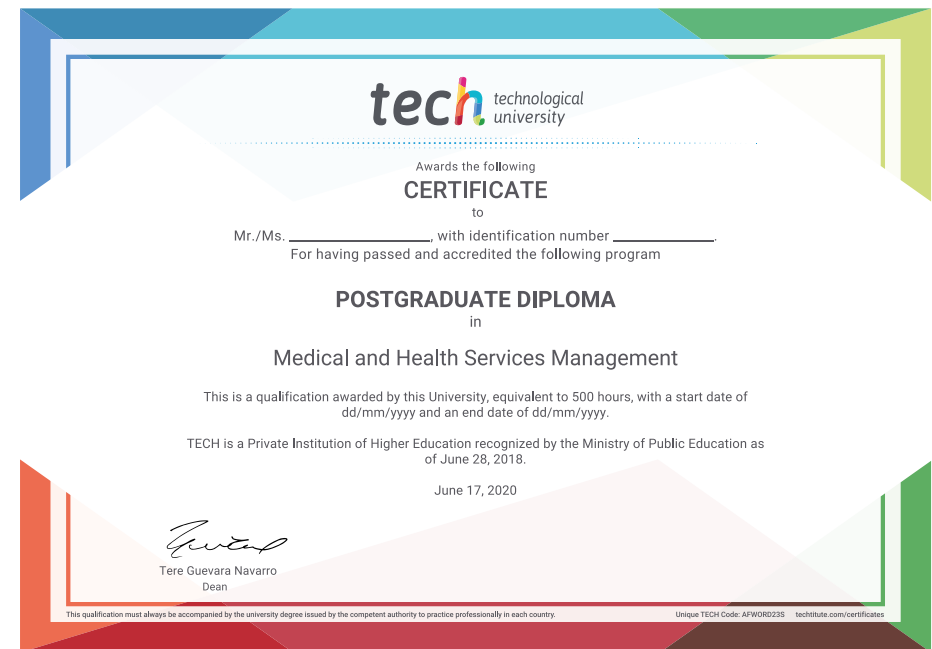 tech technological
university
Awards the following
CERTIFICATE
to
Mr./Ms. ____________________, with identification number ______________.
For having passed and accredited the following program
POSTGRADUATE DIPLOMA
in
Medical and Health Services Management
This is a qualification awarded by this University, equivalent to 500 hours, with a start date of
dd/mm/yyyy and an end date of dd/mm/yyyy.
TECH is a Private Institution of Higher Education recognized by the Ministry of Public Education as
of June 28, 2018.
June 17, 2020
Tere Guevara Navarro
Dean
This qualification must always be accompanied by the university degree issued by the competent authority to practice professionally in each country.
Unique TECH Code: AFWORD23S techtitute.com/certificates